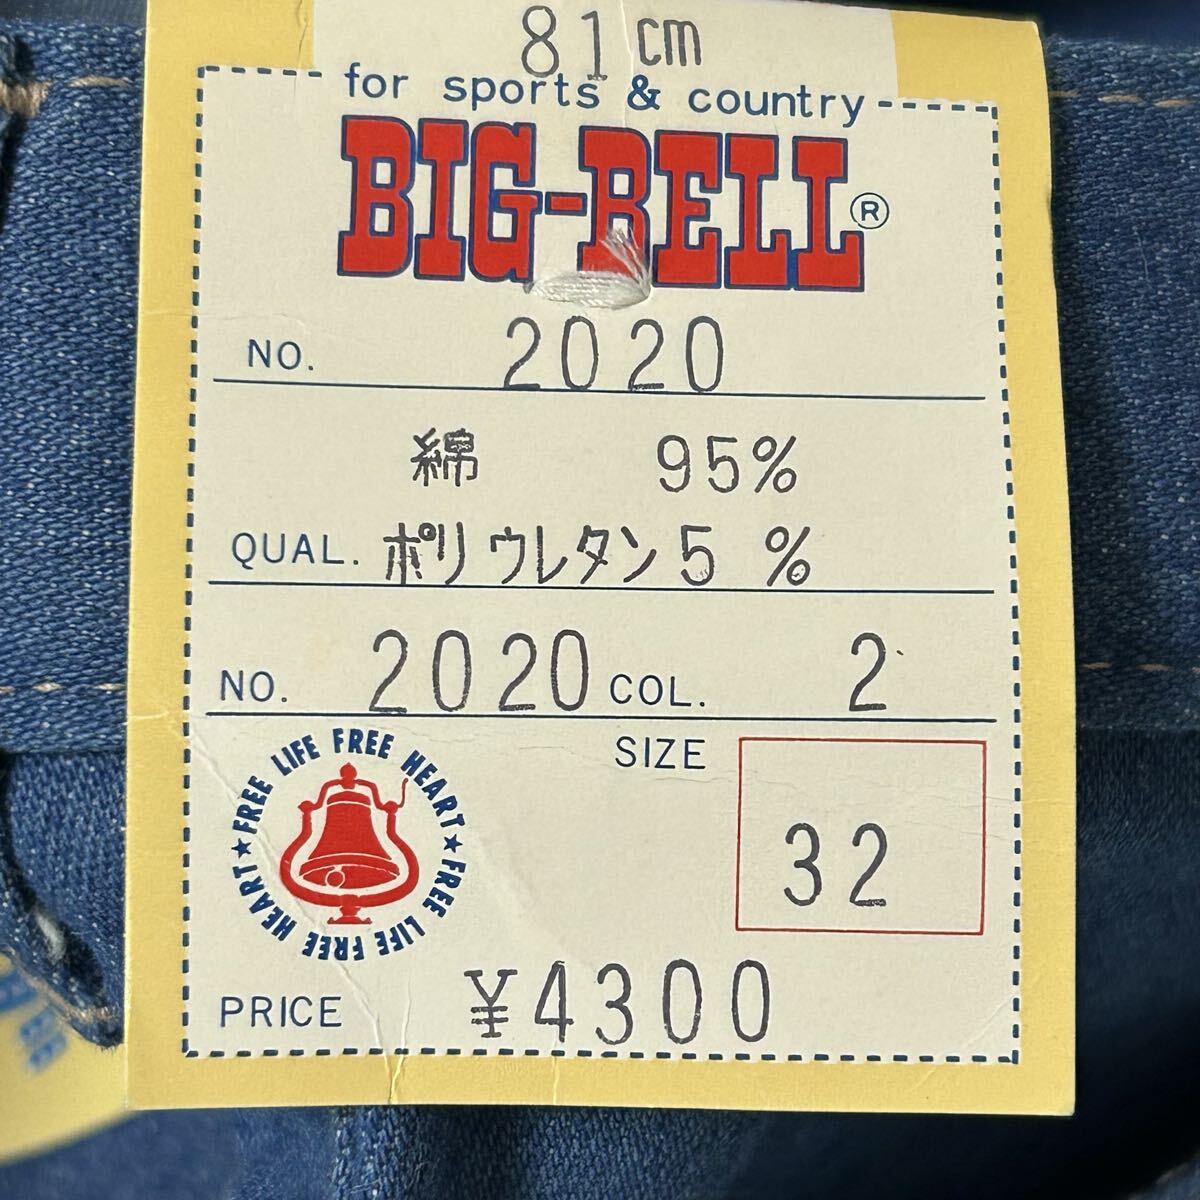 81cm
for sports & country
BIG-BELL®
NO. 2020
綿 95%
QUAL. ポリウレタン5 %
NO. 2020 COL. 2
SIZE 32
FREE LIFE FREE HEART ★ FREE LIFE FREE HEART ★
PRICE ¥4300